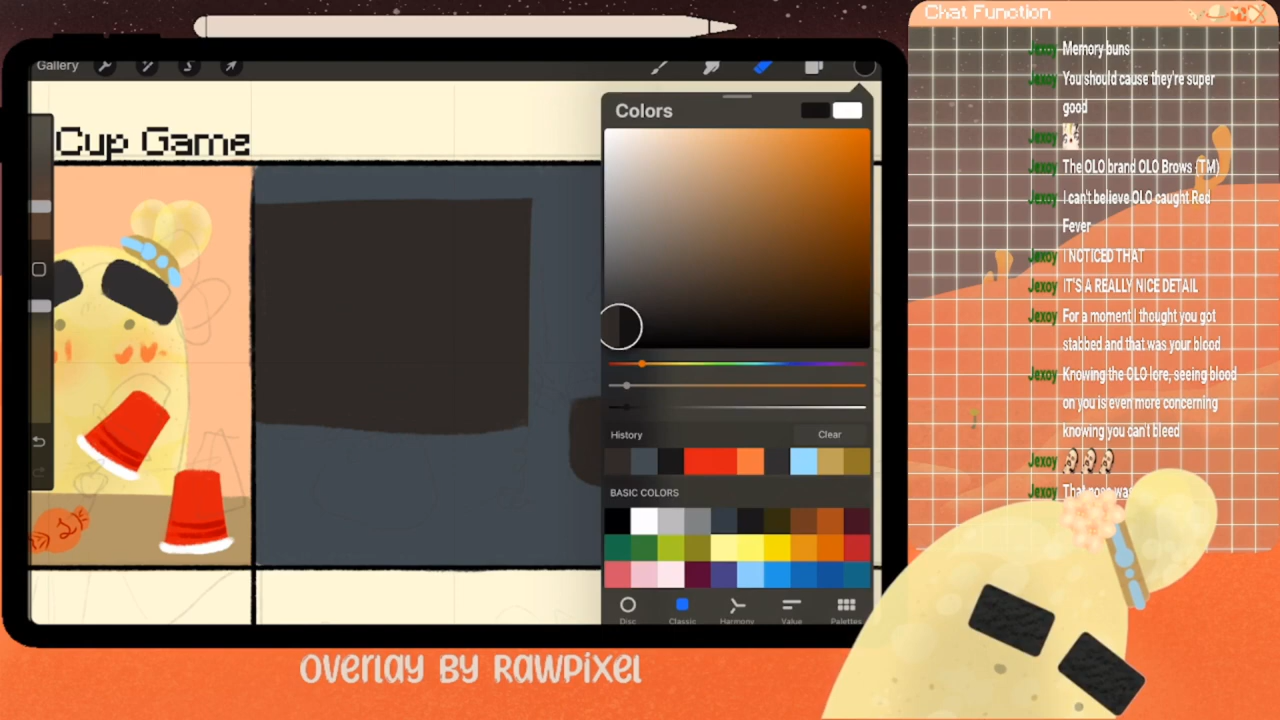 Chat Function
Gallery
Colors
Cup Game
Jexoy Memory buns
Jexoy You should cause they're super
good
Jexoy
Jexoy The OLO brand OLO Brows (TM)
Jexoy I can't believe OLO caught Red
Fever
Jexoy I NOTICED THAT
Jexoy IT'S A REALLY NICE DETAIL
Jexoy For a moment I thought you got
stabbed and that was your blood
Jexoy Knowing the OLO lore, seeing blood
on you is even more concerning
knowing you can't bleed
Jexoy
Jexoy That pose was
History
Clear
BASIC COLORS
Disc
Classic
Harmony
Value
Palettes
OVERLAY BY RAWPIXEL